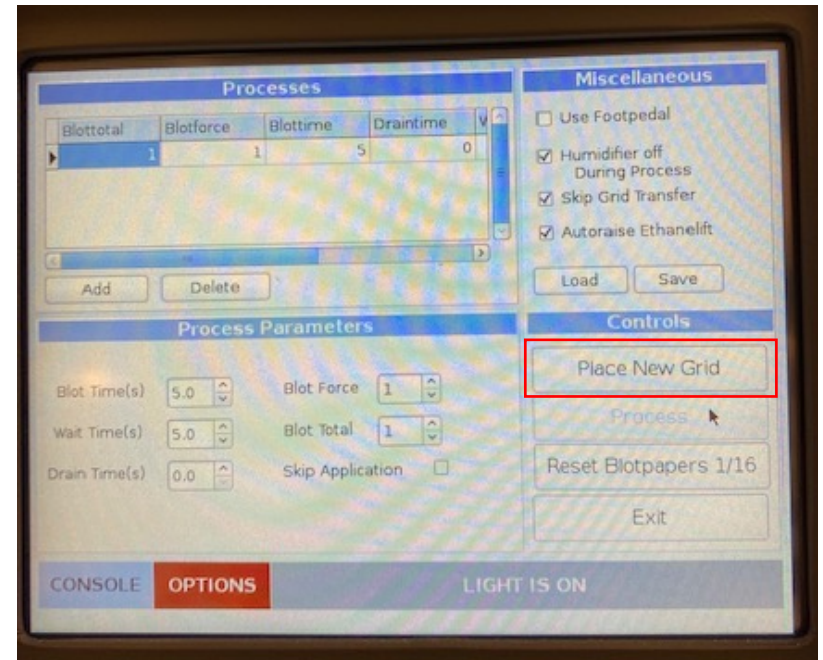 Processes
Blottotal Blotforce Blottime Draintime
1 1 5 0
Add Delete
Miscellaneous
Use Footpedal
Humidifier off
During Process
Skip Grid Transfer
Autoraise Ethanelift
Load Save
Process Parameters
Blot Time(s) 5.0 Blot Force 1
Wait Time(s) 5.0 Blot Total 1
Drain Time(s) 0.0 Skip Application
Controls
Place New Grid
Process
Reset Blotpapers 1/16
Exit
CONSOLE OPTIONS LIGHT IS ON